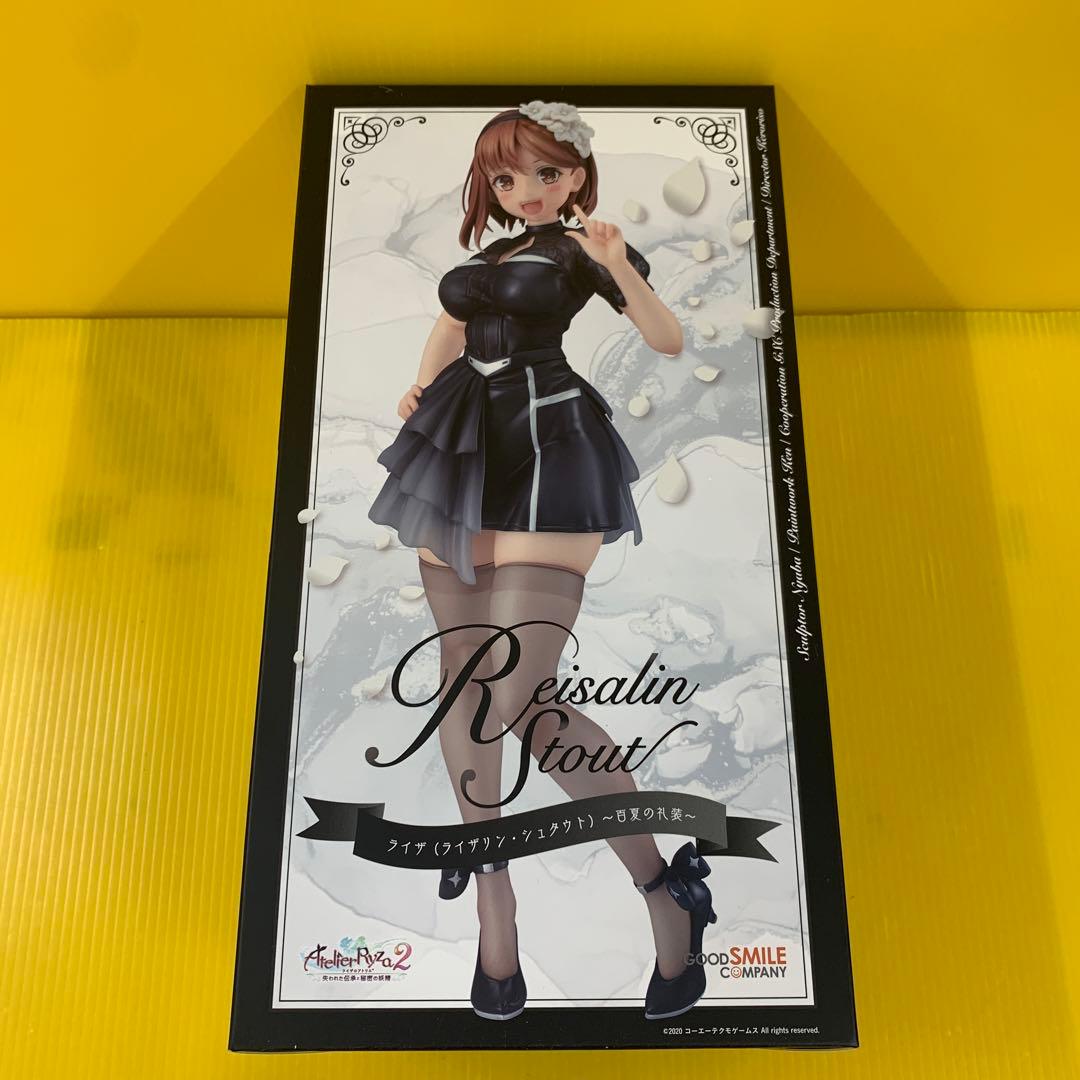 Sculptor Nyaba / Paintwork Ken / Cooperation GSC Production Department / Director Keroriso
Reisalin
Stout
ライザ(ライザリン・シュタウト) ～百夏の礼装～
Atelier Ryza 2
ライザのアトリエ
失われた伝承と秘密の妖精
GOOD SMILE
COMPANY
©2020 コーエーテクモゲームス All rights reserved.